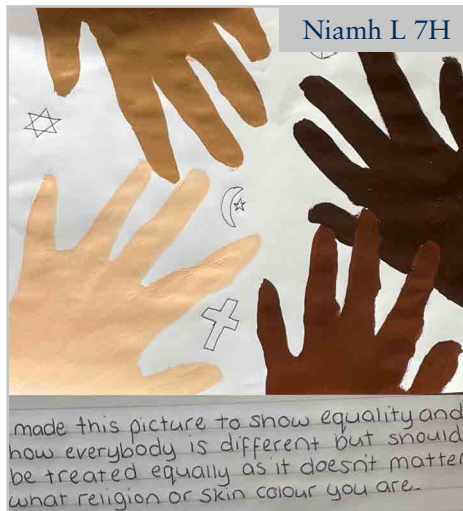 Niamh L 7H
made this picture to show equality and
how everybody is different but should
be treated equally as it doesn't matter
what religion or skin colour you are.